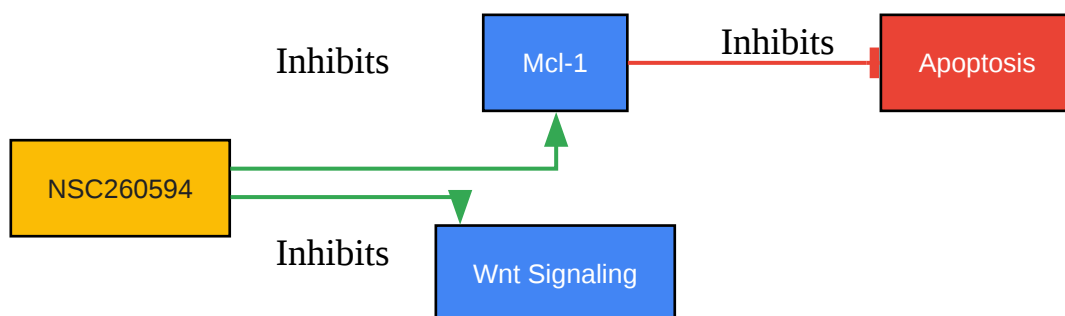 Inhibits
Mcl-1
Inhibits
Apoptosis
NSC260594
Inhibits
Wnt Signaling